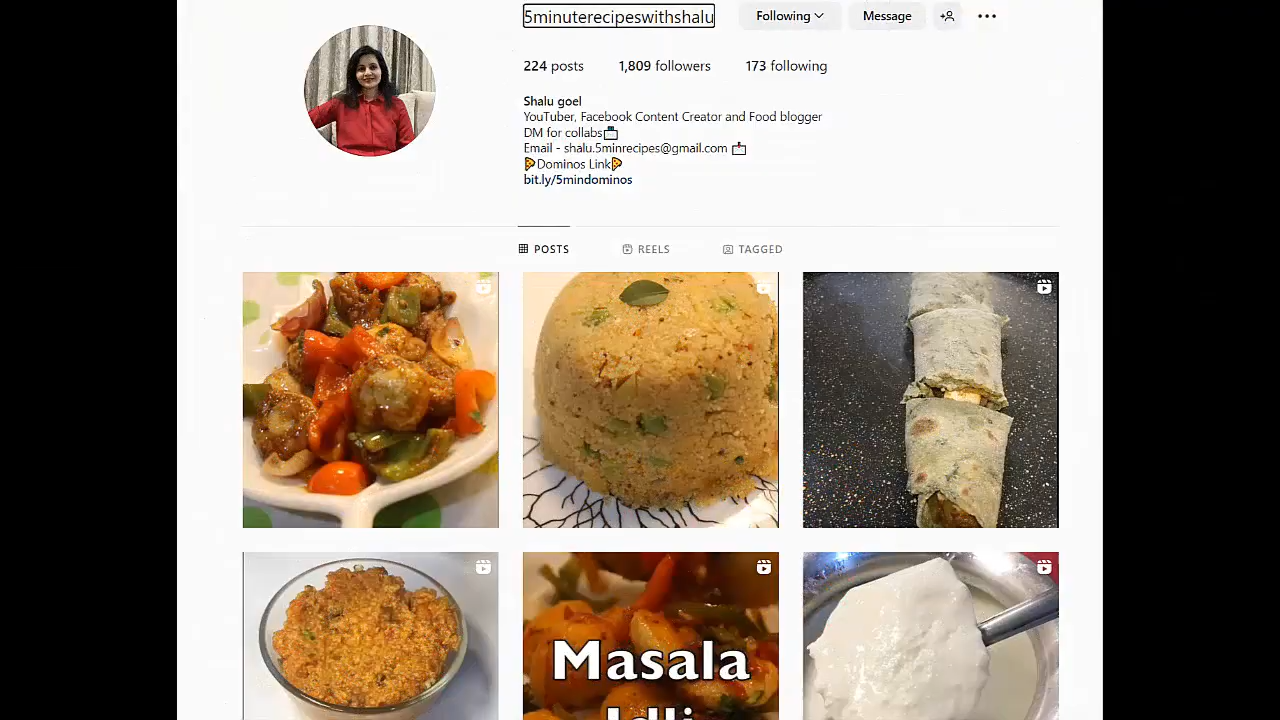 5minuterecipeswithshalu
Following
Message
224 posts
1,809 followers
173 following
Shalu goel
YouTuber, Facebook Content Creator and Food blogger
DM for collabs
Email - shalu.5minrecipes@gmail.com
Dominos Link
bit.ly/5mindominos
POSTS
REELS
TAGGED
Masala
Idli